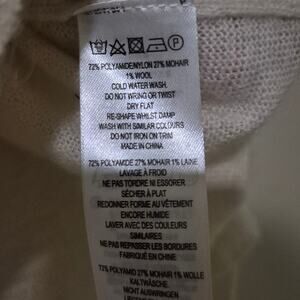 P
72% POLYAMIDE/NYLON 27% MOHAIR
1% WOOL
COLD WATER WASH.
DO NOT WRING OR TWIST
DRY FLAT
RE-SHAPE WHILST DAMP
WASH WITH SIMILAR COLOURS
DO NOT IRON ON TRIM
MADE IN CHINA
72% POLYAMIDE 27% MOHAIR 1% LAINE
LAVAGE À FROID
NE PAS TORDRE NI ESSORER
SÉCHER À PLAT
REDONNER FORME AU VÊTEMENT
ENCORE HUMIDE
LAVER AVEC DES COULEURS
SIMILAIRES
NE PAS REPASSER LES BORDURES
FABRIQUÉ EN CHINE
72% POLYAMID 27% MOHAIR 1% WOLLE
KALTWÄSCHE.
NICHT AUSWRINGEN